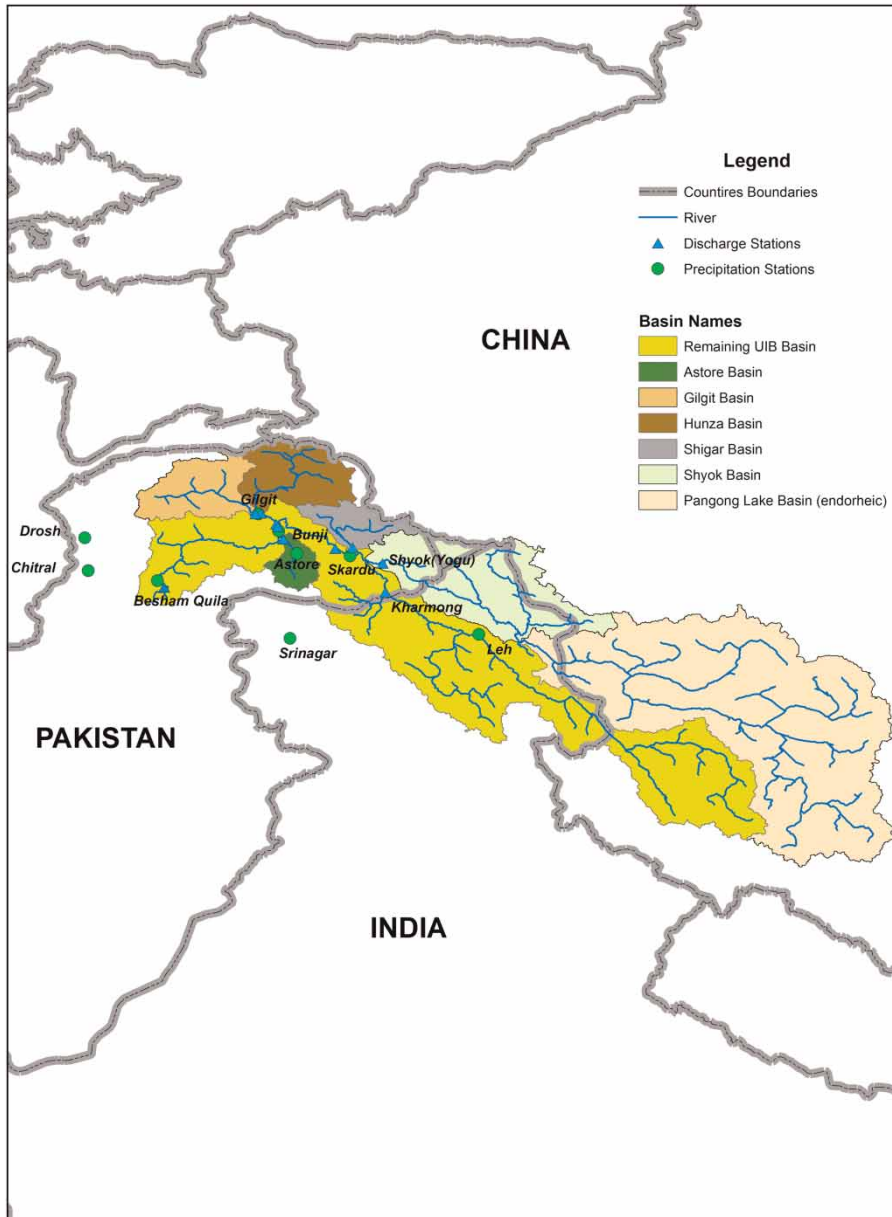 Legend
Countires Boundaries
River
Discharge Stations
Precipitation Stations
CHINA
Basin Names
Remaining UIB Basin
Astore Basin
Gilgit Basin
Hunza Basin
Shigar Basin
Shyok Basin
Pangong Lake Basin (endorheic)
Gilgit
Drosh
Bunji
Chitral
Astore
Skardu
Shyok(Yogu)
Besham Quila
Kharmong
Srinagar
Leh
PAKISTAN
INDIA